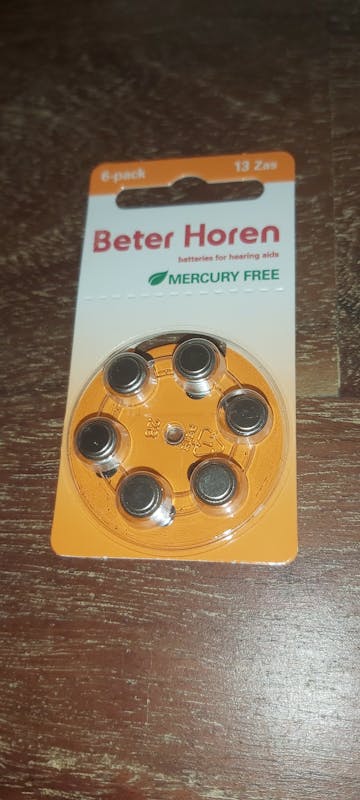 6-pack 13 Zas
Beter Horen
batteries for hearing aids
MERCURY FREE